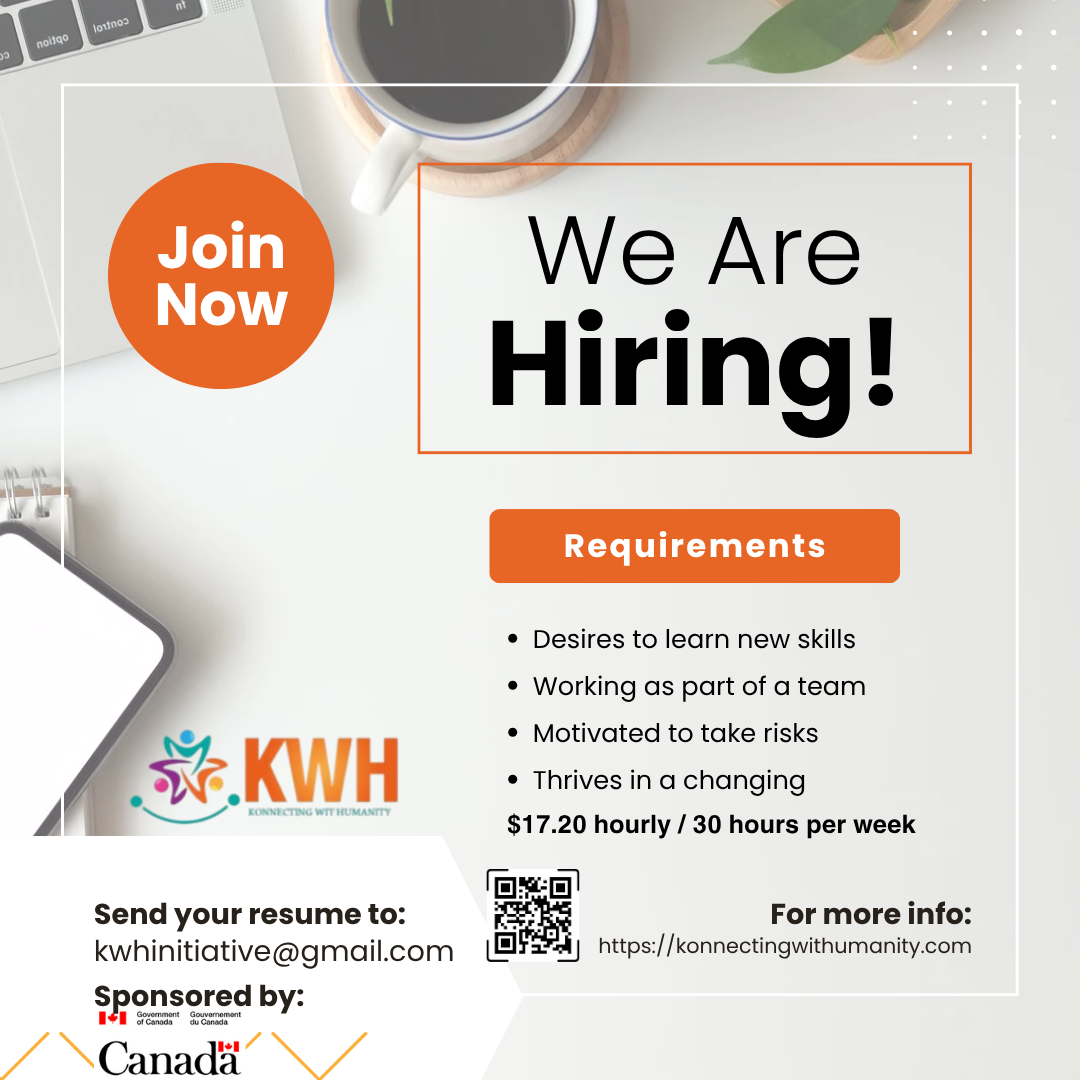 control
option
Join
Now
We Are
Hiring!
Requirements
• Desires to learn new skills
• Working as part of a team
• Motivated to take risks
• Thrives in a changing
$17.20 hourly / 30 hours per week
KWH
KONNECTING WIT HUMANITY
Send your resume to:
kwhinitiative@gmail.com
For more info:
https://konnectingwithumanity.com
Sponsored by:
Government
of Canada
Gouvernement
du Canada
Canada